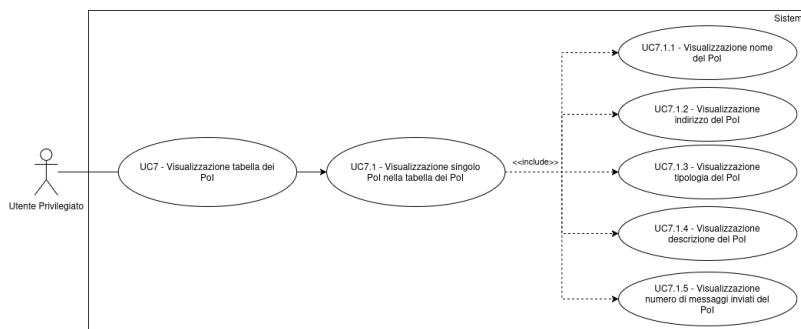 Sistem
UC7.1.1 - Visualizzazione nome
del PoI
UC7.1.2 - Visualizzazione
indirizzo del PoI
UC7 - Visualizzazione tabella dei
PoI
UC7.1 - Visualizzazione singolo
PoI nella tabella dei PoI
<<include>>
UC7.1.3 - Visualizzazione
tipologia del PoI
Utente Privilegiato
UC7.1.4 - Visualizzazione
descrizione del PoI
UC7.1.5 - Visualizzazione
numero di messaggi inviati del
PoI